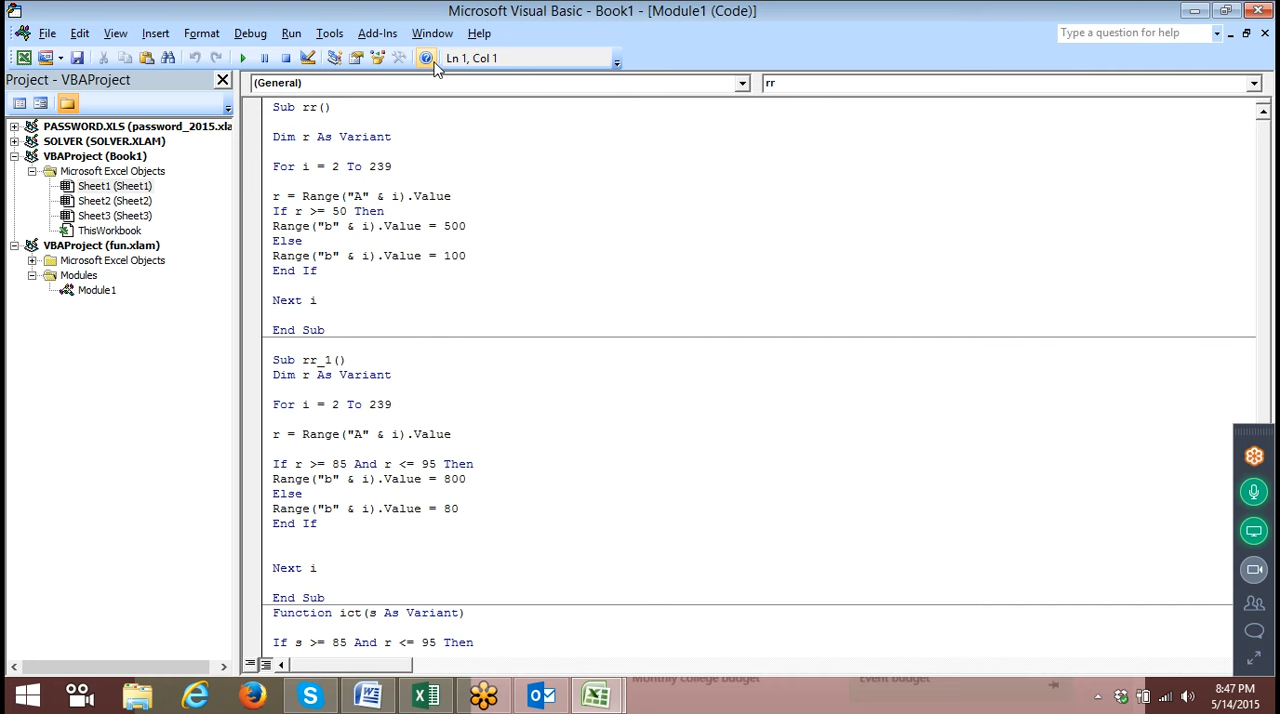 Microsoft Visual Basic - Book1 - [Module1 (Code)]
File Edit View Insert Format Debug Run Tools Add-Ins Window Help
Type a question for help
Ln 1, Col 1
Project - VBAProject
(General)
rr
PASSWORD.XLS (password_2015.xla
SOLVER (SOLVER.XLAM)
VBAProject (Book1)
Microsoft Excel Objects
Sheet1 (Sheet1)
Sheet2 (Sheet2)
Sheet3 (Sheet3)
ThisWorkbook
VBAProject (fun.xlam)
Microsoft Excel Objects
Modules
Module1
Sub rr()
Dim r As Variant
For i = 2 To 239
r = Range("A" & i).Value
If r >= 50 Then
Range("b" & i).Value = 500
Else
Range("b" & i).Value = 100
End If
Next i
End Sub
Sub rr_1()
Dim r As Variant
For i = 2 To 239
r = Range("A" & i).Value
If r >= 85 And r <= 95 Then
Range("b" & i).Value = 800
Else
Range("b" & i).Value = 80
End If
Next i
End Sub
Function ict(s As Variant)
If s >= 85 And r <= 95 Then
Monthly college budget
Event budget
8:47 PM
5/14/2015